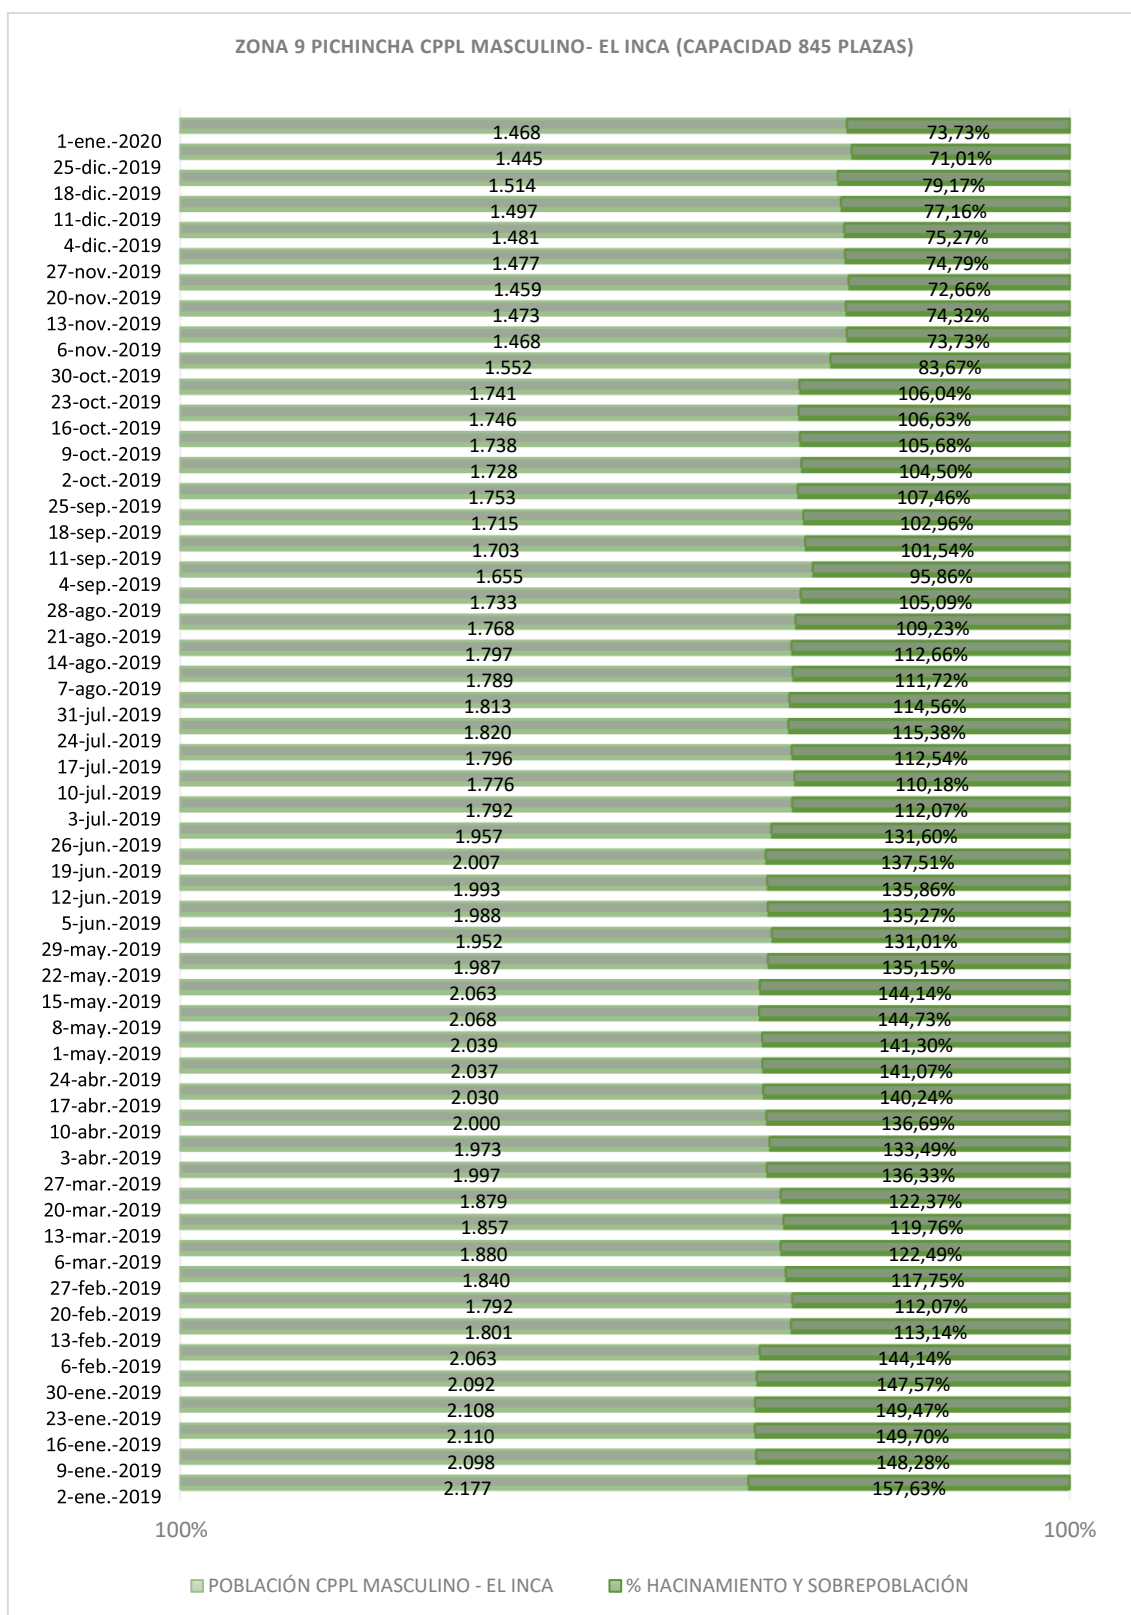 ZONA 9 PICHINCHA CPPL MASCULINO- EL INCA (CAPACIDAD 845 PLAZAS)
1-ene.-2020 1.468 73,73%
25-dic.-2019 1.445 71,01%
18-dic.-2019 1.514 79,17%
11-dic.-2019 1.497 77,16%
4-dic.-2019 1.481 75,27%
27-nov.-2019 1.477 74,79%
20-nov.-2019 1.459 72,66%
13-nov.-2019 1.473 74,32%
6-nov.-2019 1.468 73,73%
30-oct.-2019 1.552 83,67%
23-oct.-2019 1.741 106,04%
16-oct.-2019 1.746 106,63%
9-oct.-2019 1.738 105,68%
2-oct.-2019 1.728 104,50%
25-sep.-2019 1.753 107,46%
18-sep.-2019 1.715 102,96%
11-sep.-2019 1.703 101,54%
4-sep.-2019 1.655 95,86%
28-ago.-2019 1.733 105,09%
21-ago.-2019 1.768 109,23%
14-ago.-2019 1.797 112,66%
7-ago.-2019 1.789 111,72%
31-jul.-2019 1.813 114,56%
24-jul.-2019 1.820 115,38%
17-jul.-2019 1.796 112,54%
10-jul.-2019 1.776 110,18%
3-jul.-2019 1.792 112,07%
26-jun.-2019 1.957 131,60%
19-jun.-2019 2.007 137,51%
12-jun.-2019 1.993 135,86%
5-jun.-2019 1.988 135,27%
29-may.-2019 1.952 131,01%
22-may.-2019 1.987 135,15%
15-may.-2019 2.063 144,14%
8-may.-2019 2.068 144,73%
1-may.-2019 2.039 141,30%
24-abr.-2019 2.037 141,07%
17-abr.-2019 2.030 140,24%
10-abr.-2019 2.000 136,69%
3-abr.-2019 1.973 133,49%
27-mar.-2019 1.997 136,33%
20-mar.-2019 1.879 122,37%
13-mar.-2019 1.857 119,76%
6-mar.-2019 1.880 122,49%
27-feb.-2019 1.840 117,75%
20-feb.-2019 1.792 112,07%
13-feb.-2019 1.801 113,14%
6-feb.-2019 2.063 144,14%
30-ene.-2019 2.092 147,57%
23-ene.-2019 2.108 149,47%
16-ene.-2019 2.110 149,70%
9-ene.-2019 2.098 148,28%
2-ene.-2019 2.177 157,63%
100% 100%
POBLACIÓN CPPL MASCULINO - EL INCA % HACINAMIENTO Y SOBREPOBLACIÓN